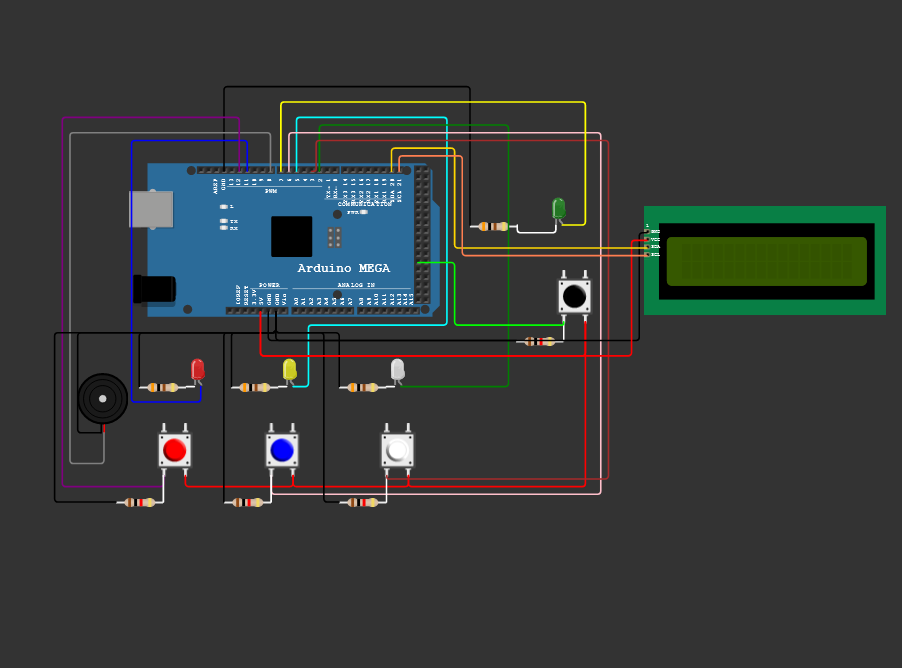 AREF
GND
13
12
11
10
9
8
7
6
5
4
3
2
1
TX→
RX←
TX3 14
RX3 15
TX2 16
RX2 17
TX1 18
RX1 19
SDA 20
SCL 21
PWM
COMMUNICATION
L
TX
RX
PWR
Arduino MEGA
POWER
ANALOG IN
IOREF
RESET
3.3V
5V
GND
GND
Vin
A0
A1
A2
A3
A4
A5
A6
A7
A8
A9
A10
A11
A12
A13
A14
A15
1
GND
VCC
SDA
SCL